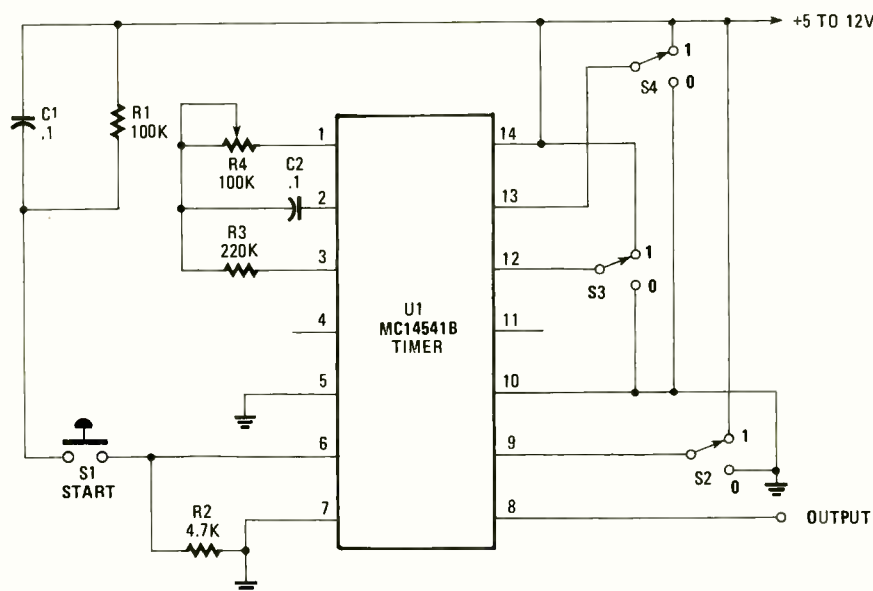 +5 TO 12V
C1
.1
R1
100K
R4
100K
C2
.1
R3
220K
1
2
3
4
5
6
7
U1
MC14541B
TIMER
14
13
12
11
10
9
8
S4
1
0
S3
1
0
S2
1
0
S1
START
R2
4.7K
OUTPUT